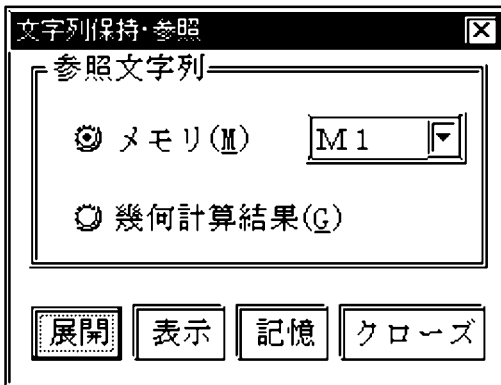 文字列保持･参照
参照文字列
メモリ(M) M1
幾何計算結果(G)
展開 表示 記憶 クローズ